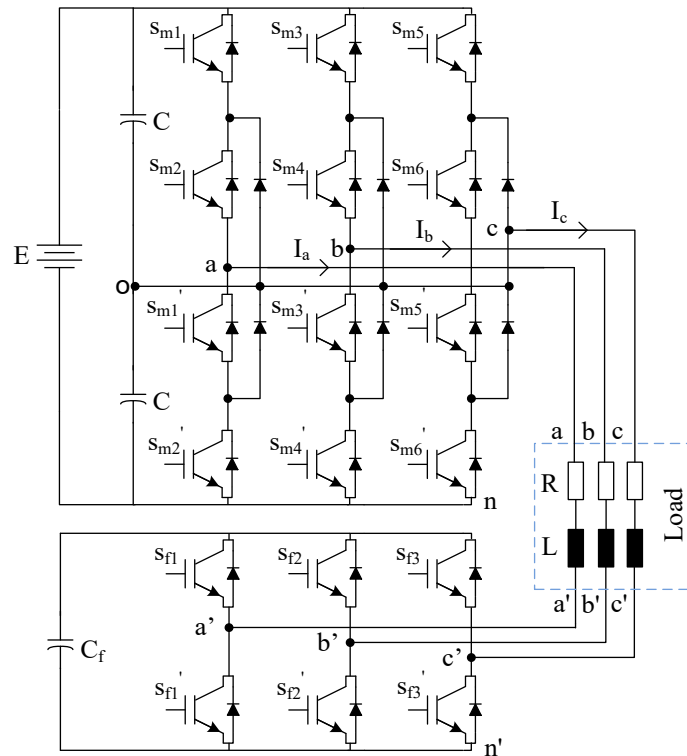 sm1 sm3 sm5
C
sm2 sm4 sm6
E
a Ia b Ib c Ic
o
sm1' sm3' sm5'
C
sm2' sm4' sm6'
n
a b c
R
L
Load
a' b' c'
sf1 sf2 sf3
a’ b’ c’
Cf
sf1' sf2' sf3'
n'